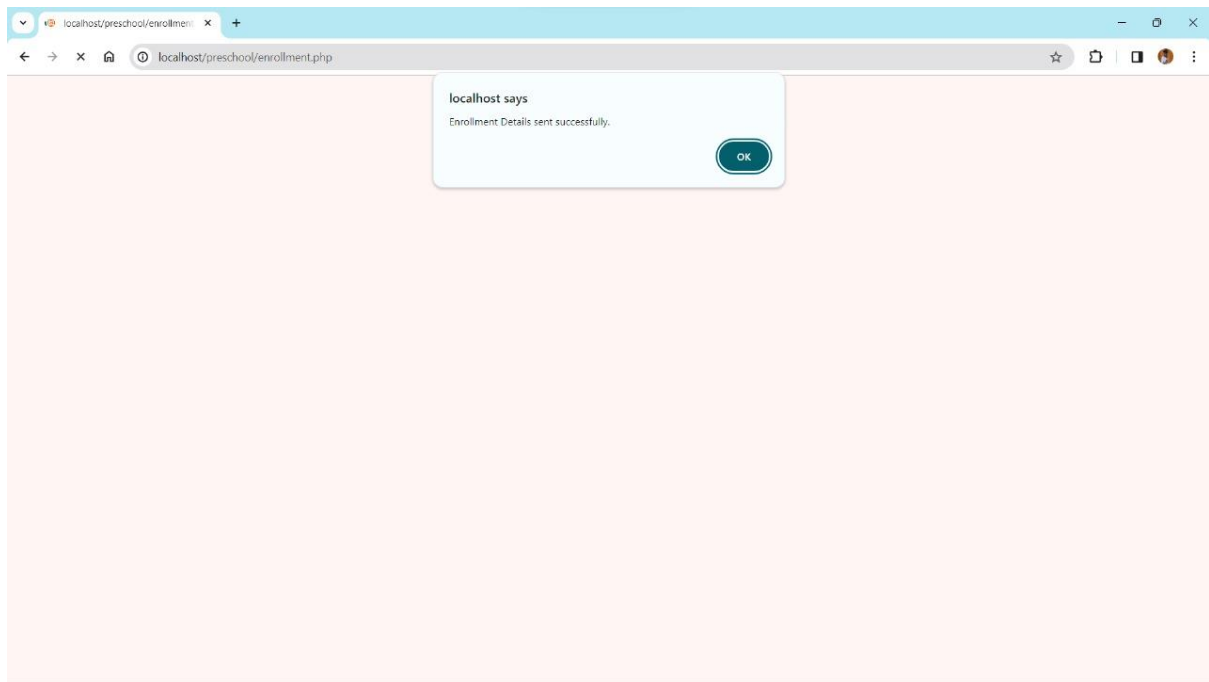 localhost/preschool/enrollment
localhost/preschool/enrollment.php
localhost says
Enrollment Details sent successfully.
OK